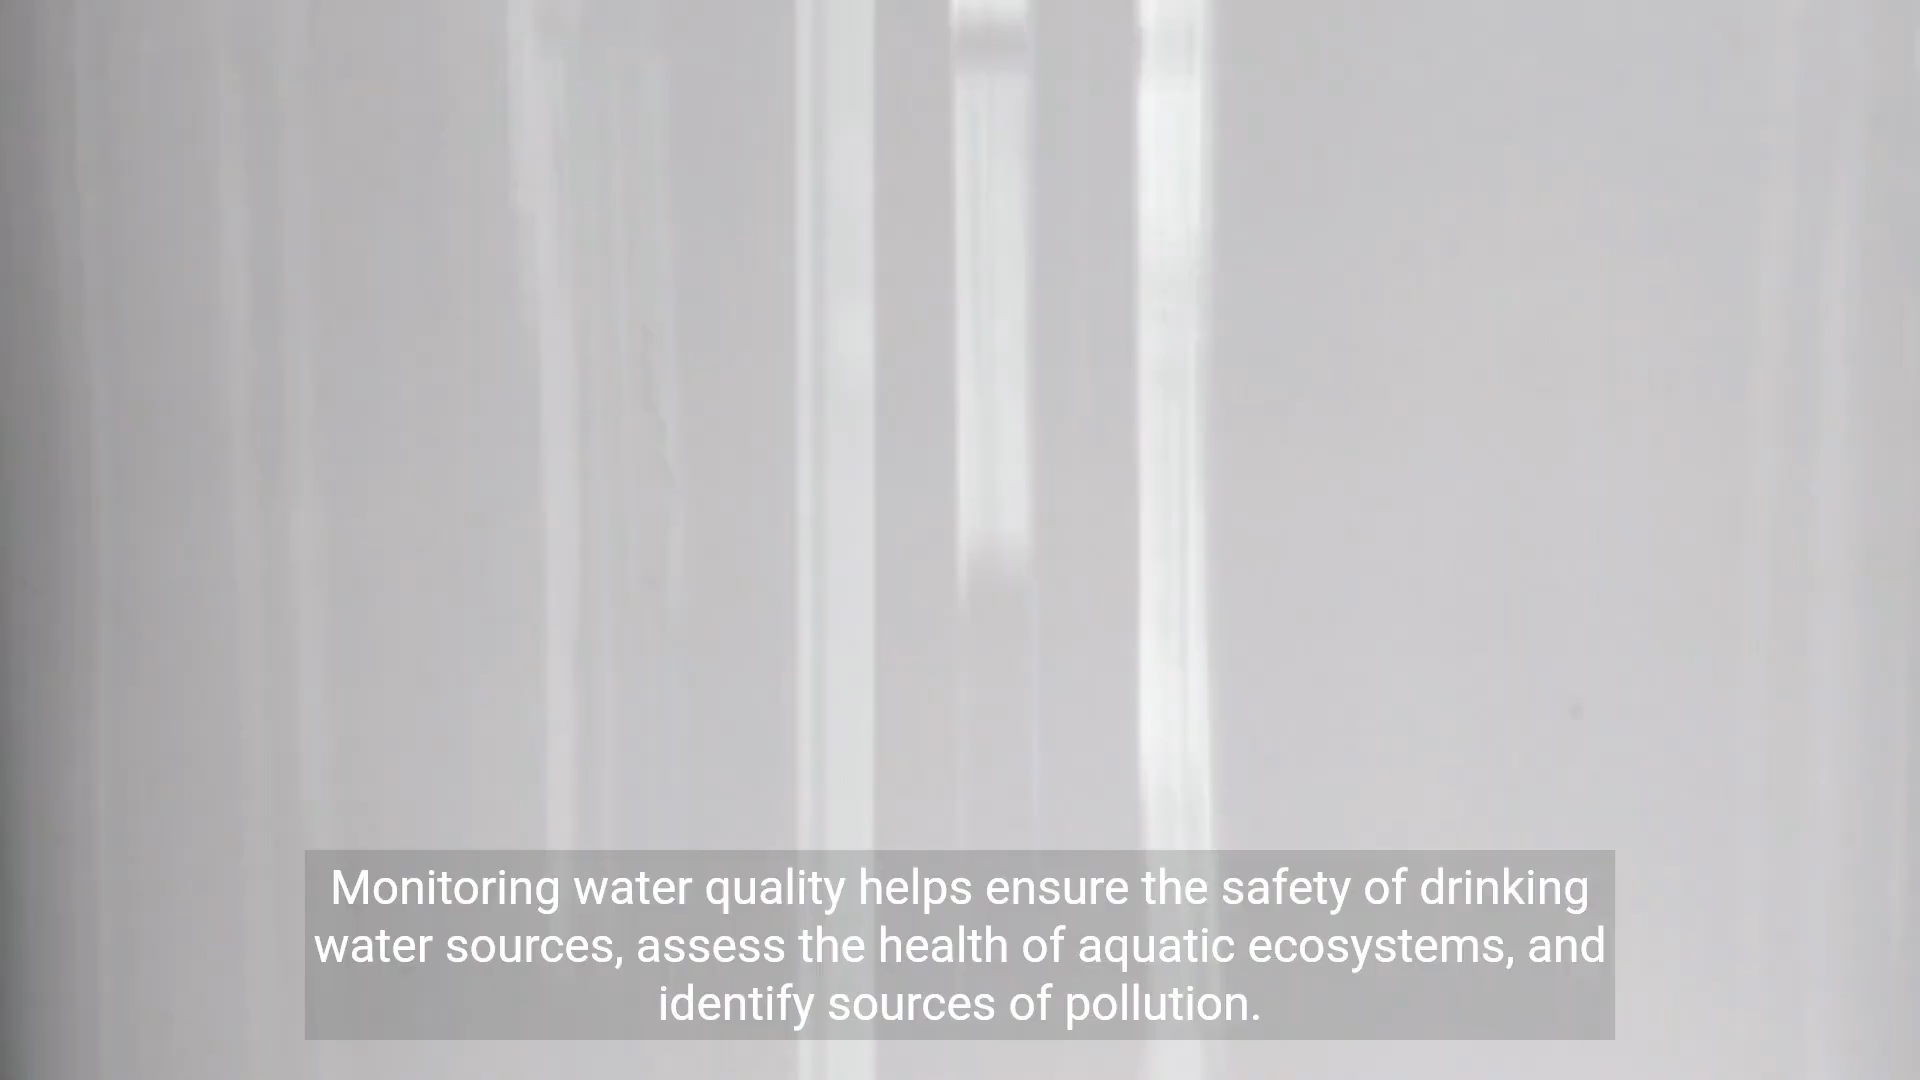 Monitoring water quality helps ensure the safety of drinking
water sources, assess the health of aquatic ecosystems, and
identify sources of pollution.